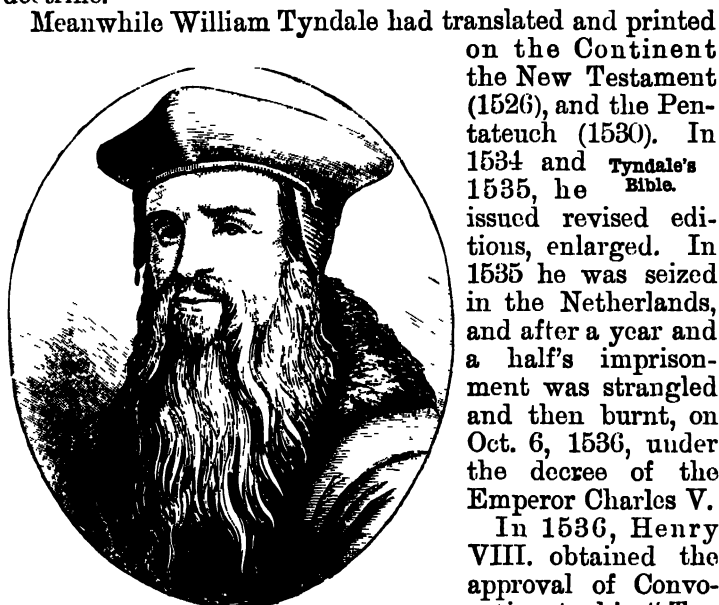 Meanwhile William Tyndale had translated and printed
on the Continent
the New Testament
(1526), and the Pen-
tateuch (1530). In
1534 and
1535, he
Tyndale's
Bible.
issued revised edi-
tions, enlarged. In
1535 he was seized
in the Netherlands,
and after a year and
a half's imprison-
ment was strangled
and then burnt, on
Oct. 6, 1536, under
the decree of the
Emperor Charles V.
In 1536, Henry
VIII. obtained the
approval of Convo-